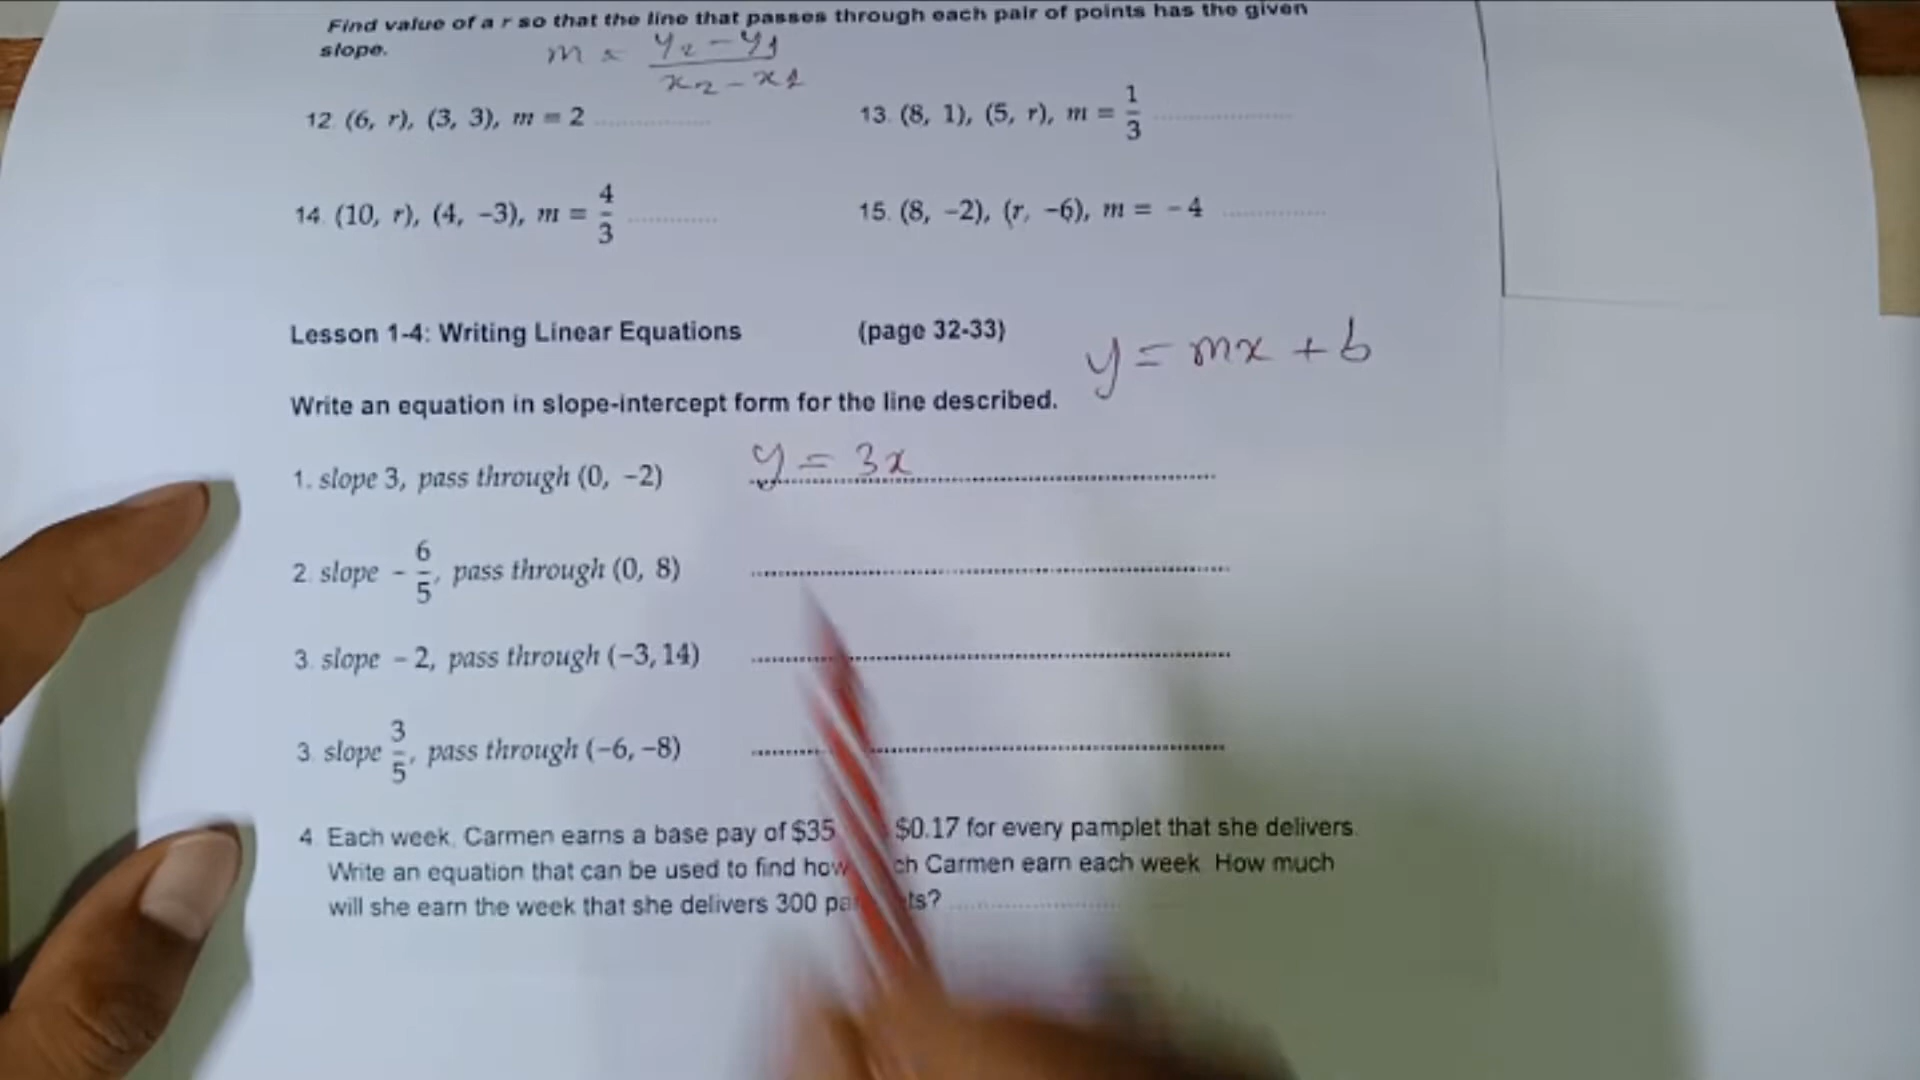 Find value of a r so that the line that passes through each pair of points has the given
slope.
m = y₂ - y₁ / x₂ - x₁
12. (6, r), (3, 3), m = 2 ....................
13. (8, 1), (5, r), m = 1/3 ....................
14. (10, r), (4, −3), m = 4/3 ....................
15. (8, −2), (r, −6), m = − 4 ....................
Lesson 1-4: Writing Linear Equations (page 32-33)
y = mx + b
Write an equation in slope-intercept form for the line described.
1. slope 3, pass through (0, −2) y = 3x
2. slope − 6/5, pass through (0, 8) ....................
3. slope − 2, pass through (−3, 14) ....................
3. slope 3/5, pass through (−6, −8) ....................
4. Each week, Carmen earns a base pay of $35 $0.17 for every pamplet that she delivers.
Write an equation that can be used to find how ch Carmen earn each week. How much
will she earn the week that she delivers 300 pa ts? ....................